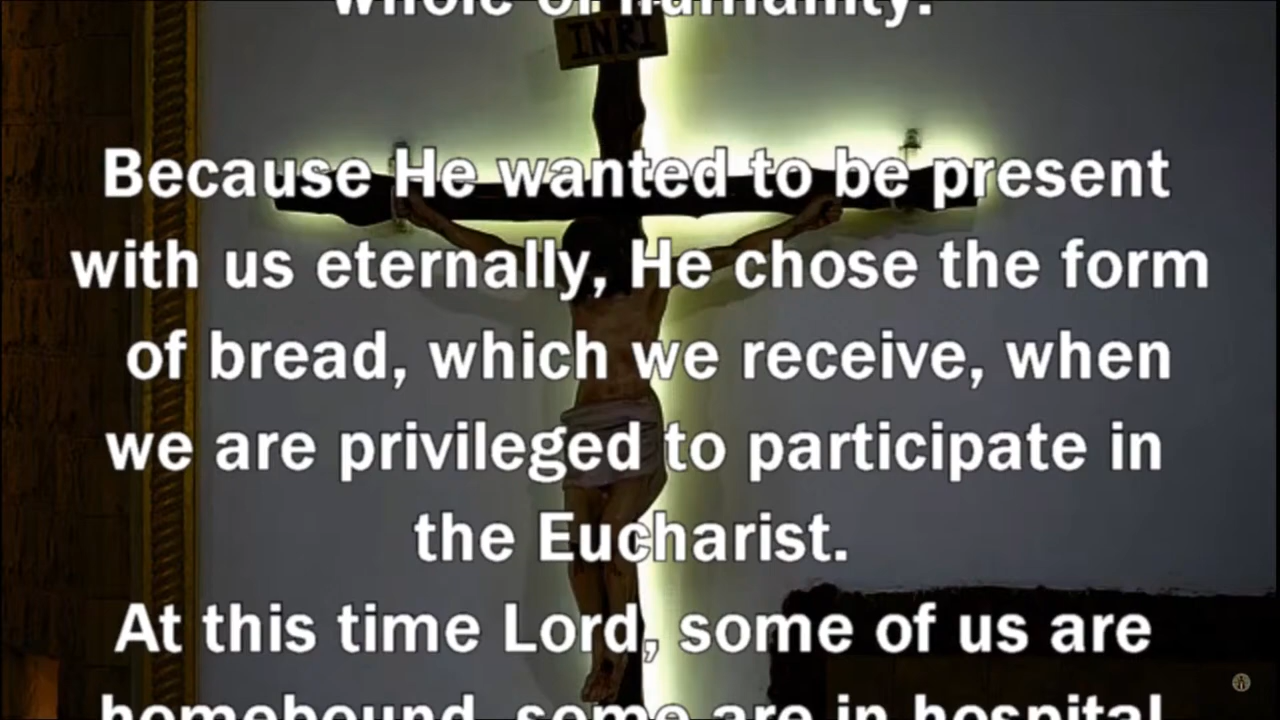 whole of humanity.
INRI
Because He wanted to be present
with us eternally, He chose the form
of bread, which we receive, when
we are privileged to participate in
the Eucharist.
At this time Lord, some of us are
homebound, some are in hospital